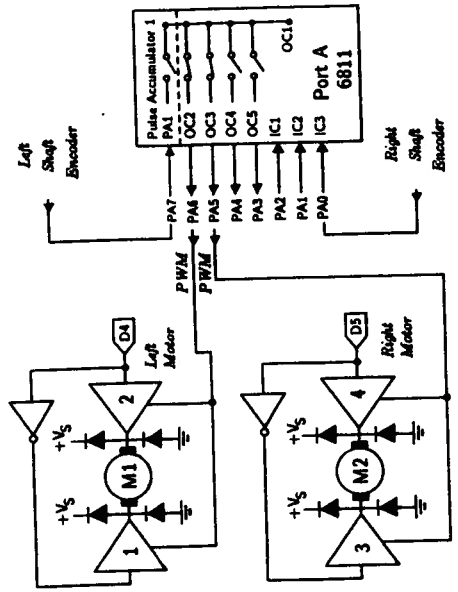 Left
Shaft
Encoder
Pulse Accumulator 1
PA7
PA1
PA6
OC2
PA5
OC3
PA4
OC4
PA3
OC5
OC1
PA2
IC1
PA1
IC2
PA0
IC3
Port A
6811
PWM
PWM
Right
Shaft
Encoder
D4
Left
Motor
2
+VS
M1
+VS
1
D5
Right
Motor
4
+VS
M2
+VS
3